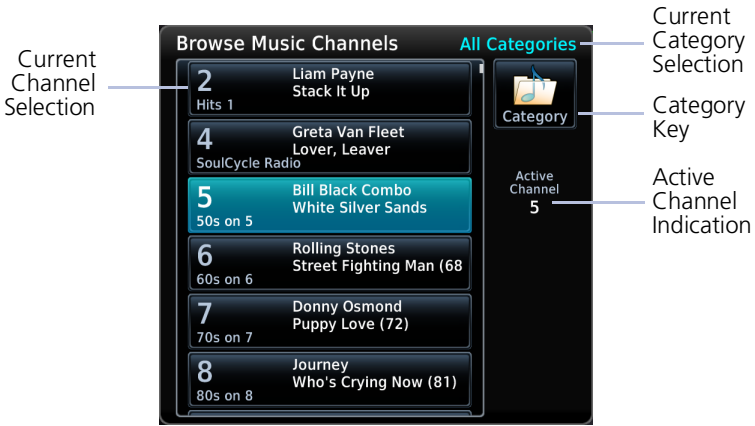 Current
Channel
Selection
Browse Music Channels
All Categories
Current
Category
Selection
2
Liam Payne
Stack It Up
Hits 1
Category
Category
Key
4
Greta Van Fleet
Lover, Leaver
SoulCycle Radio
5
Bill Black Combo
White Silver Sands
50s on 5
Active
Channel
5
Active
Channel
Indication
6
Rolling Stones
Street Fighting Man (68
60s on 6
7
Donny Osmond
Puppy Love (72)
70s on 7
8
Journey
Who's Crying Now (81)
80s on 8